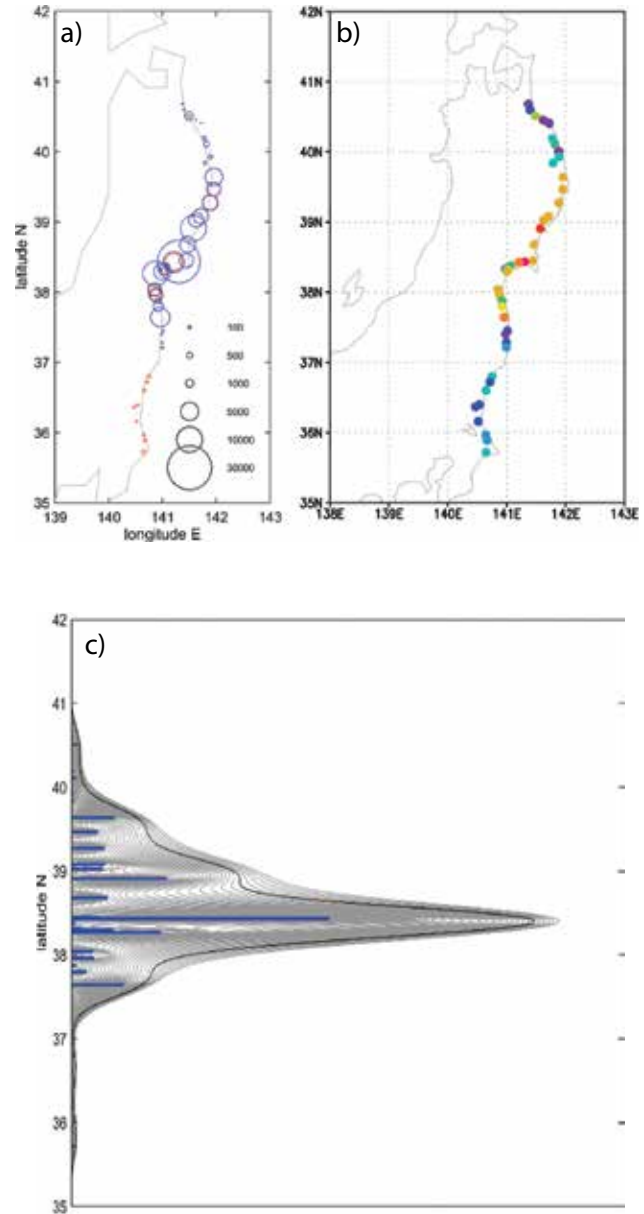 a)
42
41
40
39
38
37
36
35
latitude N
100
500
1000
5000
10000
30000
139
140
141
142
143
longitude E
b)
42N
41N
40N
39N
38N
37N
36N
35N
138E
139E
140E
141E
142E
143E
c)
42
41
40
39
38
37
36
35
latitude N